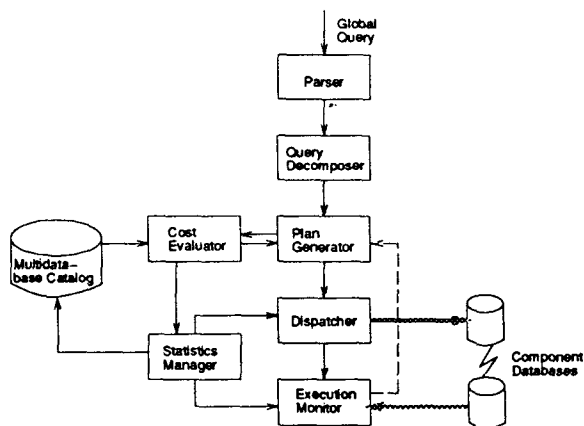 Global
Query
Parser
Query
Decomposer
Cost
Evaluator
Plan
Generator
Multidata-
base Catalog
Dispatcher
Statistics
Manager
Component
Databases
Execution
Monitor